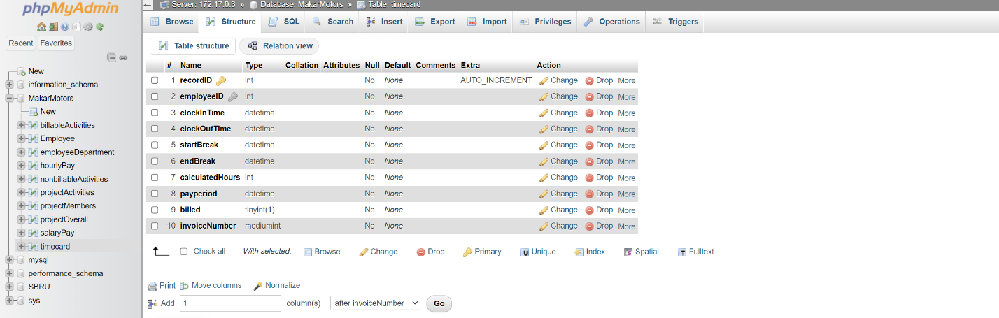 phpMyAdmin
Recent Favorites
New
information_schema
MakarMotors
New
billableActivities
Employee
employeeDepartment
hourlyPay
nonbillableActivities
projectActivities
projectMembers
projectOverall
salaryPay
timecard
mysql
performance_schema
SBRU
sys
Server: 172.17.0.3 » Database: MakarMotors » Table: timecard
Browse Structure SQL Search Insert Export Import Privileges Operations Triggers
Table structure Relation view
# Name Type Collation Attributes Null Default Comments Extra Action
1 recordID int No None AUTO_INCREMENT Change Drop More
2 employeeID int No None Change Drop More
3 clockInTime datetime No None Change Drop More
4 clockOutTime datetime No None Change Drop More
5 startBreak datetime No None Change Drop More
6 endBreak datetime No None Change Drop More
7 calculatedHours int No None Change Drop More
8 payperiod datetime No None Change Drop More
9 billed tinyint(1) No None Change Drop More
10 invoiceNumber mediumint No None Change Drop More
Check all With selected: Browse Change Drop Primary Unique Index Spatial Fulltext
Print Move columns Normalize
Add 1 column(s) after invoiceNumber Go